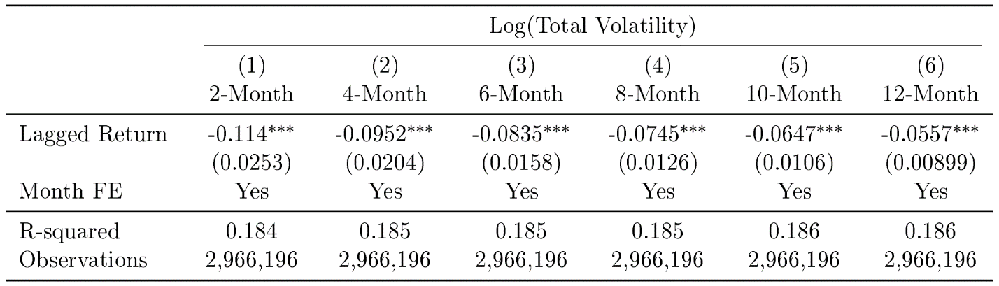 Log(Total Volatility)
(1) (2) (3) (4) (5) (6)
2-Month 4-Month 6-Month 8-Month 10-Month 12-Month
Lagged Return -0.114*** -0.0952*** -0.0835*** -0.0745*** -0.0647*** -0.0557***
(0.0253) (0.0204) (0.0158) (0.0126) (0.0106) (0.00899)
Month FE Yes Yes Yes Yes Yes Yes
R-squared 0.184 0.185 0.185 0.185 0.186 0.186
Observations 2,966,196 2,966,196 2,966,196 2,966,196 2,966,196 2,966,196